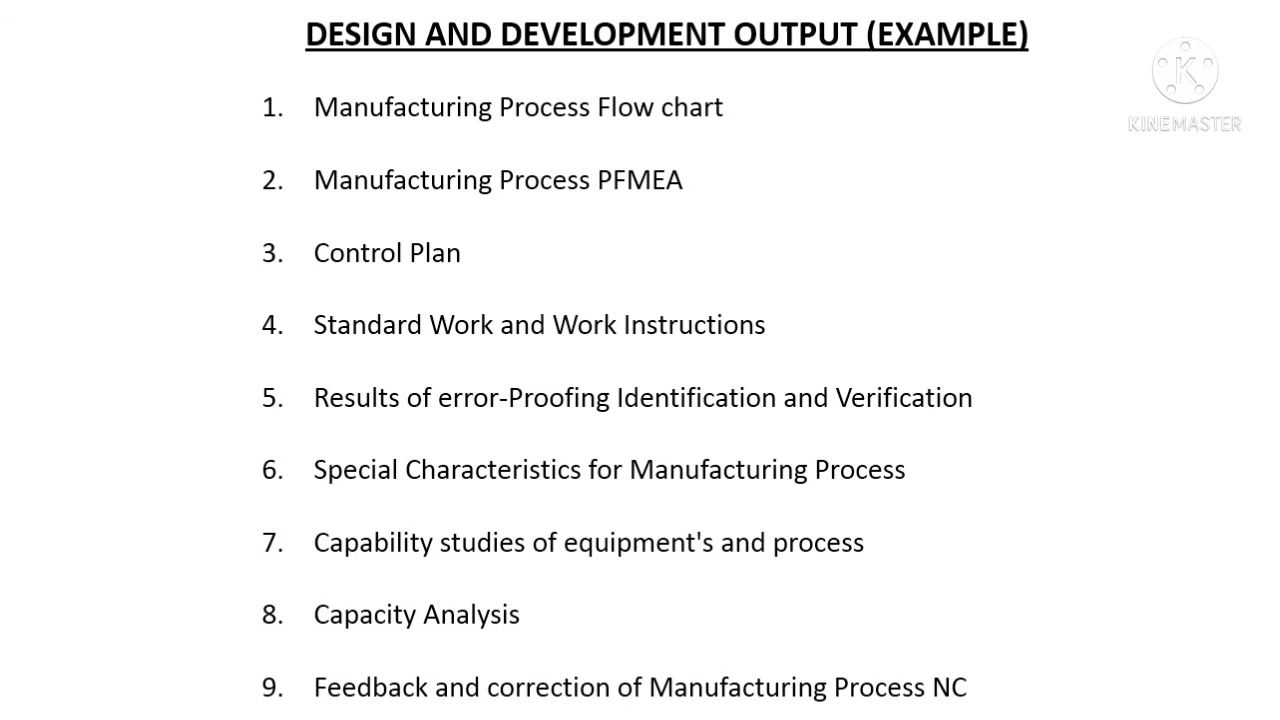 DESIGN AND DEVELOPMENT OUTPUT (EXAMPLE)
K
KINEMASTER
1. Manufacturing Process Flow chart
2. Manufacturing Process PFMEA
3. Control Plan
4. Standard Work and Work Instructions
5. Results of error-Proofing Identification and Verification
6. Special Characteristics for Manufacturing Process
7. Capability studies of equipment's and process
8. Capacity Analysis
9. Feedback and correction of Manufacturing Process NC